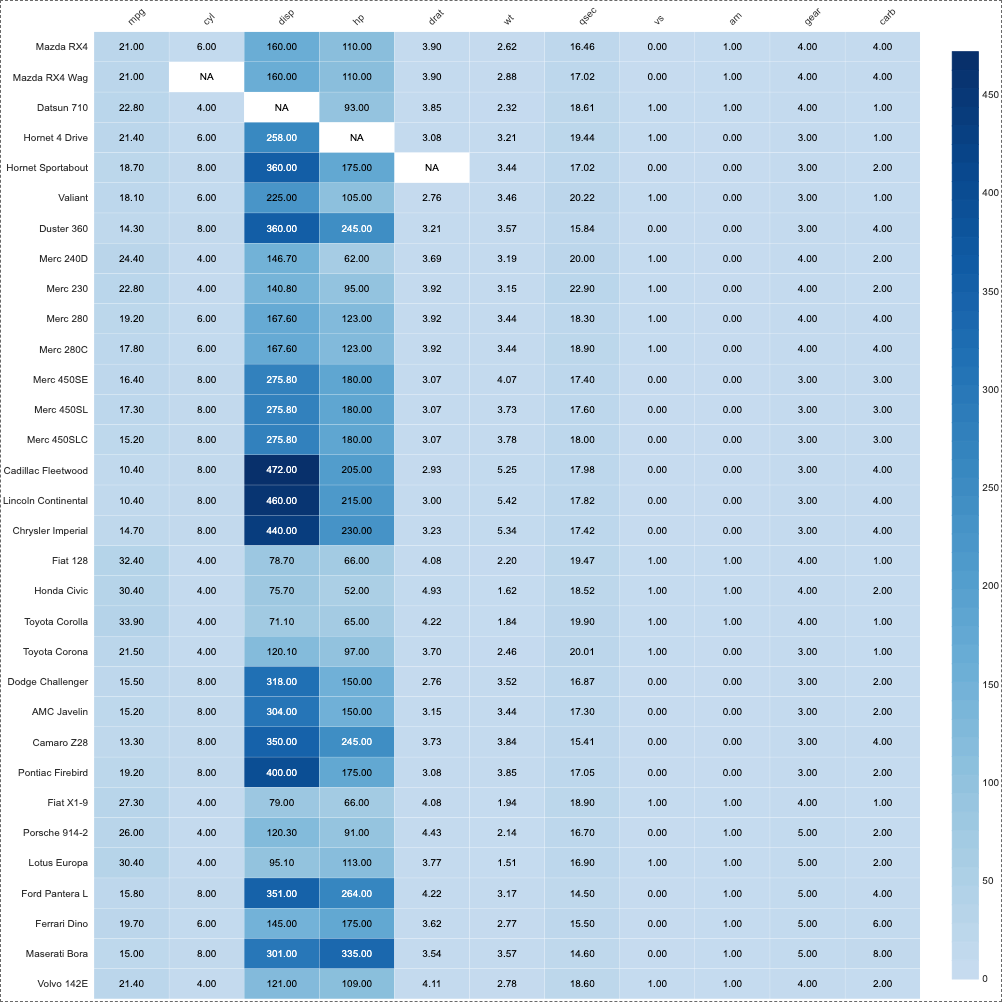 mpg cyl disp hp drat wt qsec vs am gear carb
Mazda RX4 21.00 6.00 160.00 110.00 3.90 2.62 16.46 0.00 1.00 4.00 4.00
Mazda RX4 Wag 21.00 NA 160.00 110.00 3.90 2.88 17.02 0.00 1.00 4.00 4.00
Datsun 710 22.80 4.00 NA 93.00 3.85 2.32 18.61 1.00 1.00 4.00 1.00
Hornet 4 Drive 21.40 6.00 258.00 NA 3.08 3.21 19.44 1.00 0.00 3.00 1.00
Hornet Sportabout 18.70 8.00 360.00 175.00 NA 3.44 17.02 0.00 0.00 3.00 2.00
Valiant 18.10 6.00 225.00 105.00 2.76 3.46 20.22 1.00 0.00 3.00 1.00
Duster 360 14.30 8.00 360.00 245.00 3.21 3.57 15.84 0.00 0.00 3.00 4.00
Merc 240D 24.40 4.00 146.70 62.00 3.69 3.19 20.00 1.00 0.00 4.00 2.00
Merc 230 22.80 4.00 140.80 95.00 3.92 3.15 22.90 1.00 0.00 4.00 2.00
Merc 280 19.20 6.00 167.60 123.00 3.92 3.44 18.30 1.00 0.00 4.00 4.00
Merc 280C 17.80 6.00 167.60 123.00 3.92 3.44 18.90 1.00 0.00 4.00 4.00
Merc 450SE 16.40 8.00 275.80 180.00 3.07 4.07 17.40 0.00 0.00 3.00 3.00
Merc 450SL 17.30 8.00 275.80 180.00 3.07 3.73 17.60 0.00 0.00 3.00 3.00
Merc 450SLC 15.20 8.00 275.80 180.00 3.07 3.78 18.00 0.00 0.00 3.00 3.00
Cadillac Fleetwood 10.40 8.00 472.00 205.00 2.93 5.25 17.98 0.00 0.00 3.00 4.00
Lincoln Continental 10.40 8.00 460.00 215.00 3.00 5.42 17.82 0.00 0.00 3.00 4.00
Chrysler Imperial 14.70 8.00 440.00 230.00 3.23 5.34 17.42 0.00 0.00 3.00 4.00
Fiat 128 32.40 4.00 78.70 66.00 4.08 2.20 19.47 1.00 1.00 4.00 1.00
Honda Civic 30.40 4.00 75.70 52.00 4.93 1.62 18.52 1.00 1.00 4.00 2.00
Toyota Corolla 33.90 4.00 71.10 65.00 4.22 1.84 19.90 1.00 1.00 4.00 1.00
Toyota Corona 21.50 4.00 120.10 97.00 3.70 2.46 20.01 1.00 0.00 3.00 1.00
Dodge Challenger 15.50 8.00 318.00 150.00 2.76 3.52 16.87 0.00 0.00 3.00 2.00
AMC Javelin 15.20 8.00 304.00 150.00 3.15 3.44 17.30 0.00 0.00 3.00 2.00
Camaro Z28 13.30 8.00 350.00 245.00 3.73 3.84 15.41 0.00 0.00 3.00 4.00
Pontiac Firebird 19.20 8.00 400.00 175.00 3.08 3.85 17.05 0.00 0.00 3.00 2.00
Fiat X1-9 27.30 4.00 79.00 66.00 4.08 1.94 18.90 1.00 1.00 4.00 1.00
Porsche 914-2 26.00 4.00 120.30 91.00 4.43 2.14 16.70 0.00 1.00 5.00 2.00
Lotus Europa 30.40 4.00 95.10 113.00 3.77 1.51 16.90 1.00 1.00 5.00 2.00
Ford Pantera L 15.80 8.00 351.00 264.00 4.22 3.17 14.50 0.00 1.00 5.00 4.00
Ferrari Dino 19.70 6.00 145.00 175.00 3.62 2.77 15.50 0.00 1.00 5.00 6.00
Maserati Bora 15.00 8.00 301.00 335.00 3.54 3.57 14.60 0.00 1.00 5.00 8.00
Volvo 142E 21.40 4.00 121.00 109.00 4.11 2.78 18.60 1.00 1.00 4.00 2.00
450
400
350
300
250
200
150
100
50
0